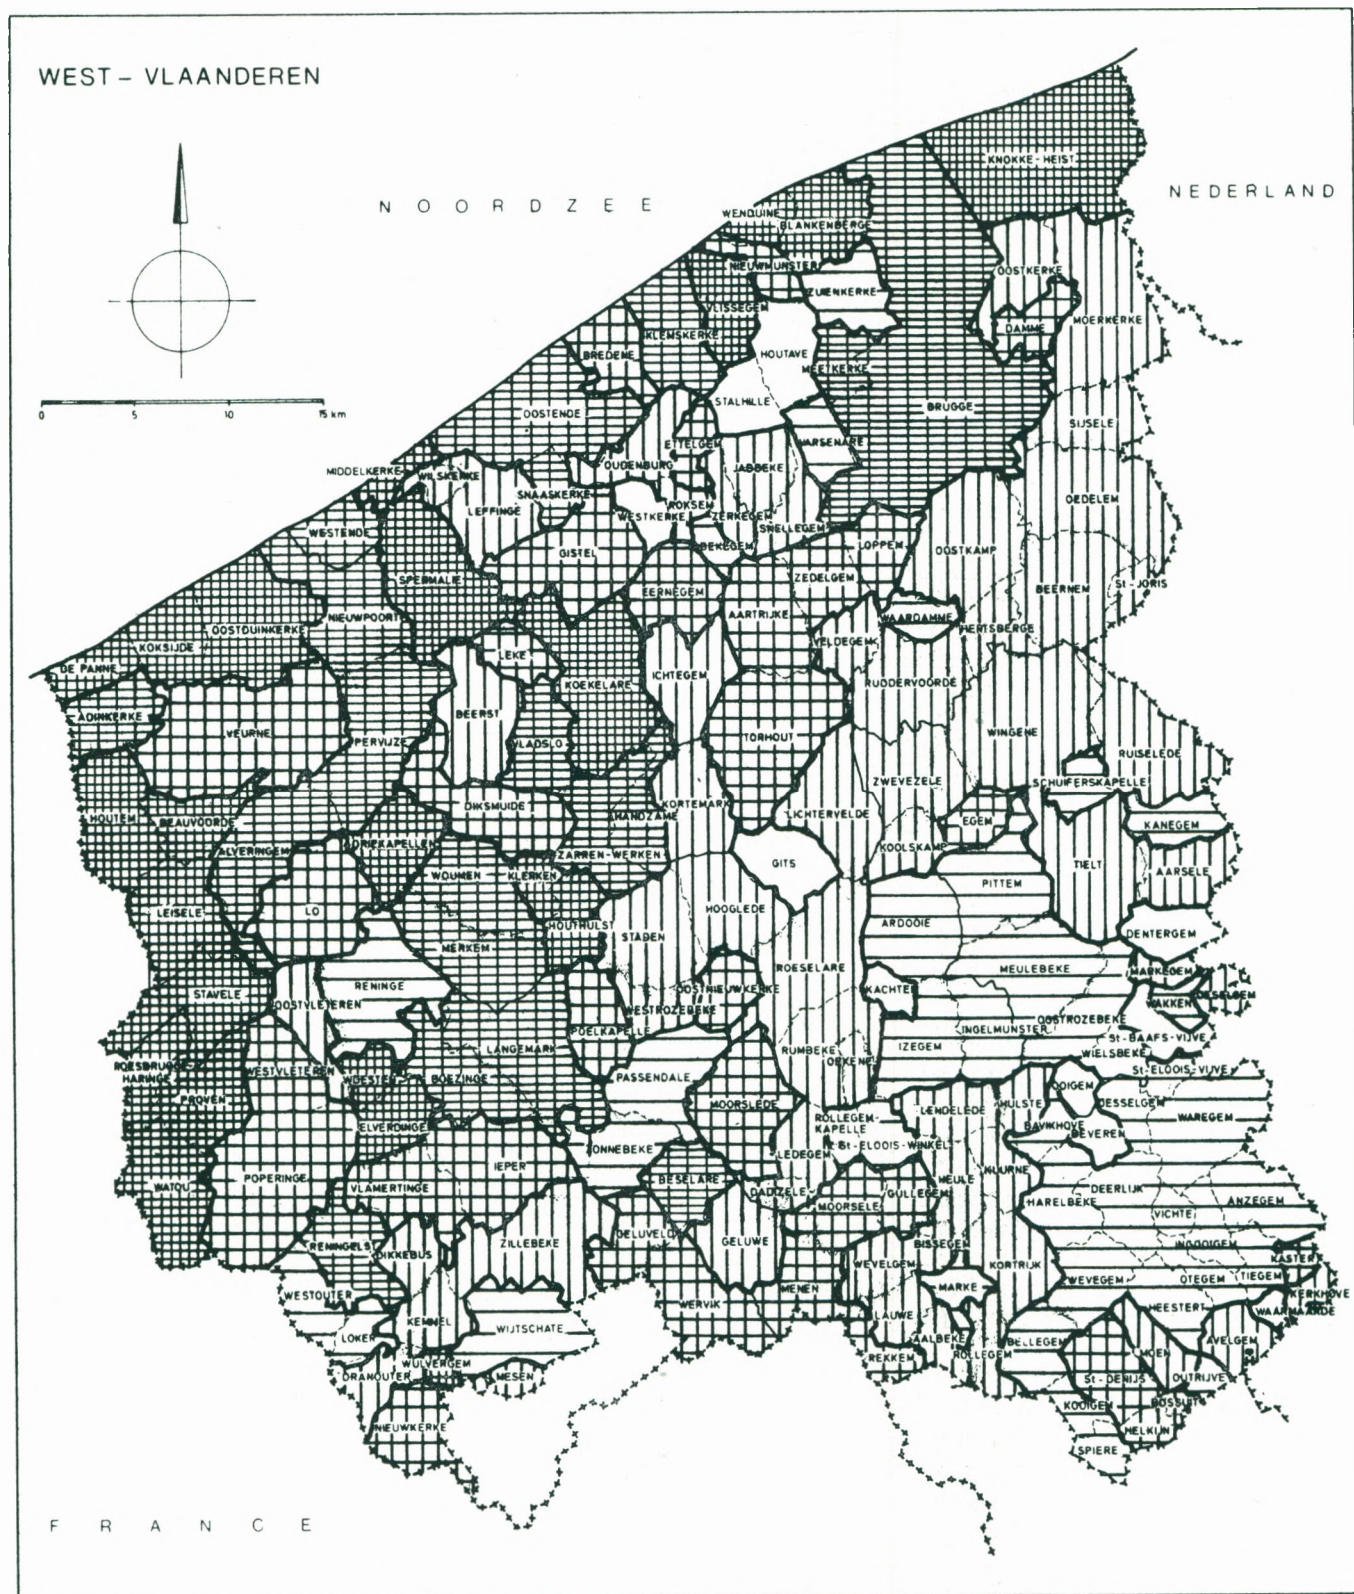 WEST – VLAANDEREN
NOORDZEE
NEDERLAND
KNOKKE-HEIST
WENDUINE
BLANKENBERGE
NIEUWMUNSTER
OOSTKERKE
ZUIENKERKE
VLISSEGEM
MOERKERKE
DAMME
KLEMSKERKE
BREDENE
HOUTAVE
MEETKERKE
0 5 10 15 km
STALHILLE
BRUGGE
OOSTENDE
SIJSELE
ETTELGEM
VARSENARE
OUDENBURG
JABBEKE
MIDDELKERKE
WILSKERKE
SNAASKERKE
OEDELEM
ROKSEM
LEFFINGE
WESTKERKE
ZERKEGEM
SNELLEGEM
WESTENDE
BEKEGEM
LOPPEM
OOSTKAMP
GISTEL
ZEDELGEM
SPERMALIE
St-JORIS
EERNEGEM
BEERNEM
AARTRIJKE
NIEUWPOORT
WAARDAMME
OOSTDUINKERKE
HERTSBERGE
VELDEGEM
KOKSIJDE
LEKE
DE PANNE
ICHTEGEM
RUDDERVOORDE
KOEKELARE
ADINKERKE
BEERST
VEURNE
WINGENE
TORHOUT
PERVIJZE
VLADSLO
RUISELEDE
ZWEVEZELE
SCHUIFERSKAPELLE
DIKSMUIDE
KORTEMARK
HOUTEM
BEAUVOORDE
HANDZAME
LICHTERVELDE
EGEM
KANEGEM
DRIEKAPELLEN
KOOLSKAMP
ALVERINGEM
ZARREN-WERKEN
GITS
TIELT
AARSELE
WOUMEN
KLERKEN
PITTEM
LEISELE
LO
HOOGLEDE
ARDOOIE
HOUTHULST
DENTERGEM
STADEN
MERKEM
ROESELARE
MEULEBEKE
MARKEGEM
RENINGE
STAVELE
OOSTNIEUWKERKE
KACHTEM
OOSTVLETEREN
WAKKEN
OESELGEM
WESTROZEBEKE
OOSTROZEBEKE
POELKAPELLE
INGELMUNSTER
St-BAAFS-VIJVE
IZEGEM
LANGEMARK
RUMBEKE
WIELSBEKE
OEKENE
ROESBRUGGE-
HARINGE
WESTVLETEREN
St-ELOOIS-VIJVE
WOESTEN
BOEZINGE
PASSENDALE
OOIGEM
PROVEN
MOORSLEDE
HULSTE
DESSELGEM
LENDELEDE
WAREGEM
ROLLEGEM-
KAPELLE
BAVIKHOVE
ELVERDINGE
BEVEREN
St-ELOOIS-WINKEL
ZONNEBEKE
LEDEGEM
IEPER
KUURNE
BESELARE
HEULE
POPERINGE
WATOU
VLAMERTINGE
DADIZELE
GULLEGEM
DEERLIJK
HARELBEKE
ANZEGEM
MOORSELE
VICHTE
GELUVELD
RENINGELST
ZILLEBEKE
GELUWE
BISSEGEM
INGOOIGEM
DIKKEBUS
WEVELGEM
KORTRIJK
KASTER
ZWEVEGEM
OTEGEM
TIEGEM
MENEN
MARKE
WESTOUTER
KERKHOVE
WERVIK
HEESTERT
WAARMAARDE
LAUWE
KEMMEL
WIJTSCHATE
LOKER
AALBEKE
BELLEGEM
AVELGEM
ROLLEGEM
MOEN
REKKEM
WULVERGEM
DRANOUTER
MESEN
St-DENIJS
OUTRIJVE
BOSSUIT
KOOIGEM
NIEUWKERKE
HELKIJN
SPIERE
FRANCE